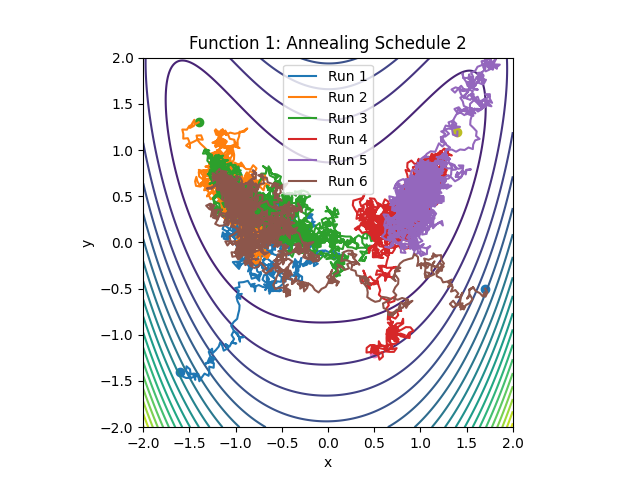 Function 1: Annealing Schedule 2
Run 1
Run 2
Run 3
Run 4
Run 5
Run 6
y
2.0
1.5
1.0
0.5
0.0
−0.5
−1.0
−1.5
−2.0
−2.0 −1.5 −1.0 −0.5 0.0 0.5 1.0 1.5 2.0
x